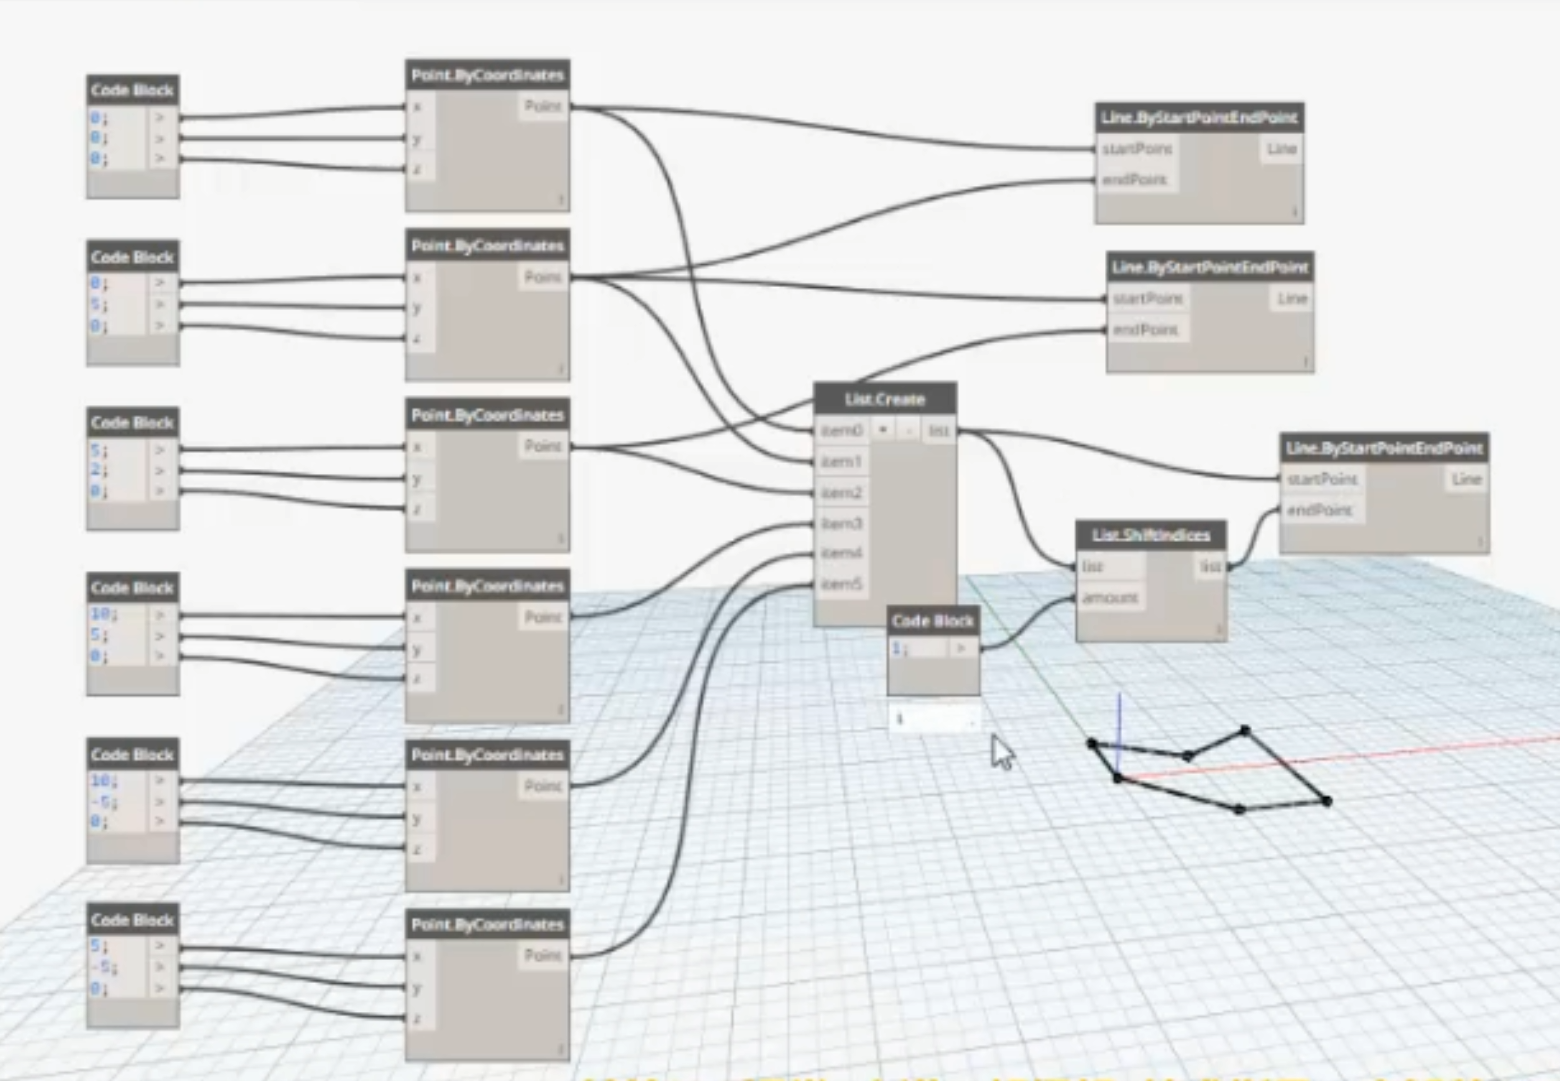 Code Block
0; >
0; >
0; >
Point.ByCoordinates
x Point
y
z
Line.ByStartPointEndPoint
startPoint Line
endPoint
Code Block
0; >
5; >
0; >
Point.ByCoordinates
x Point
y
z
Line.ByStartPointEndPoint
startPoint Line
endPoint
Code Block
5; >
2; >
0; >
Point.ByCoordinates
x Point
y
z
List.Create
item0 + - list
item1
item2
item3
item4
item5
Line.ByStartPointEndPoint
startPoint Line
endPoint
List.ShiftIndices
list list
amount
Code Block
1; >
Code Block
10; >
5; >
0; >
Point.ByCoordinates
x Point
y
z
Code Block
10; >
-5; >
0; >
Point.ByCoordinates
x Point
y
z
Code Block
5; >
-5; >
0; >
Point.ByCoordinates
x Point
y
z